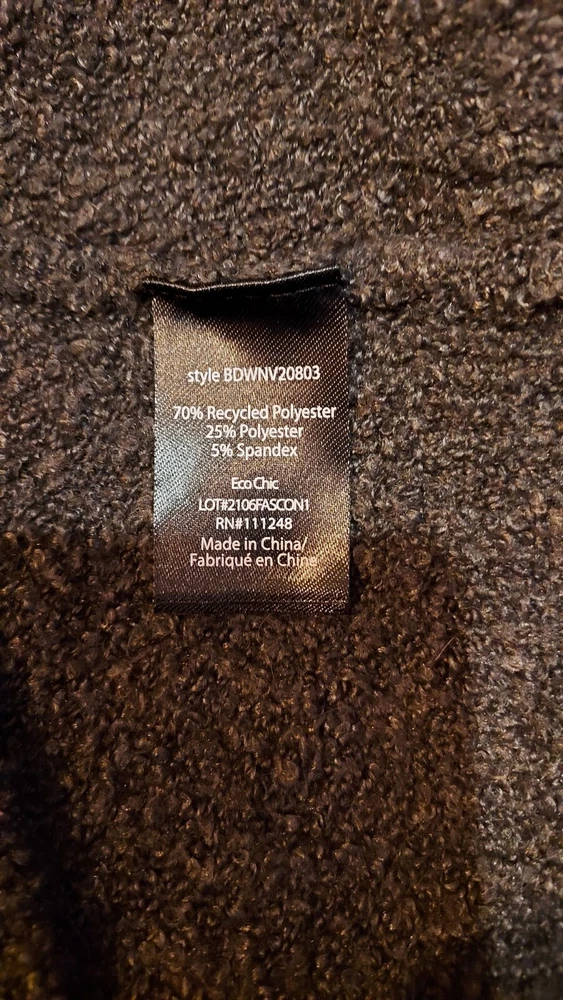 style BDWNV20803
70% Recycled Polyester
25% Polyester
5% Spandex
Eco Chic
LOT#2106FASCON1
RN#111248
Made in China/
Fabriqué en Chine